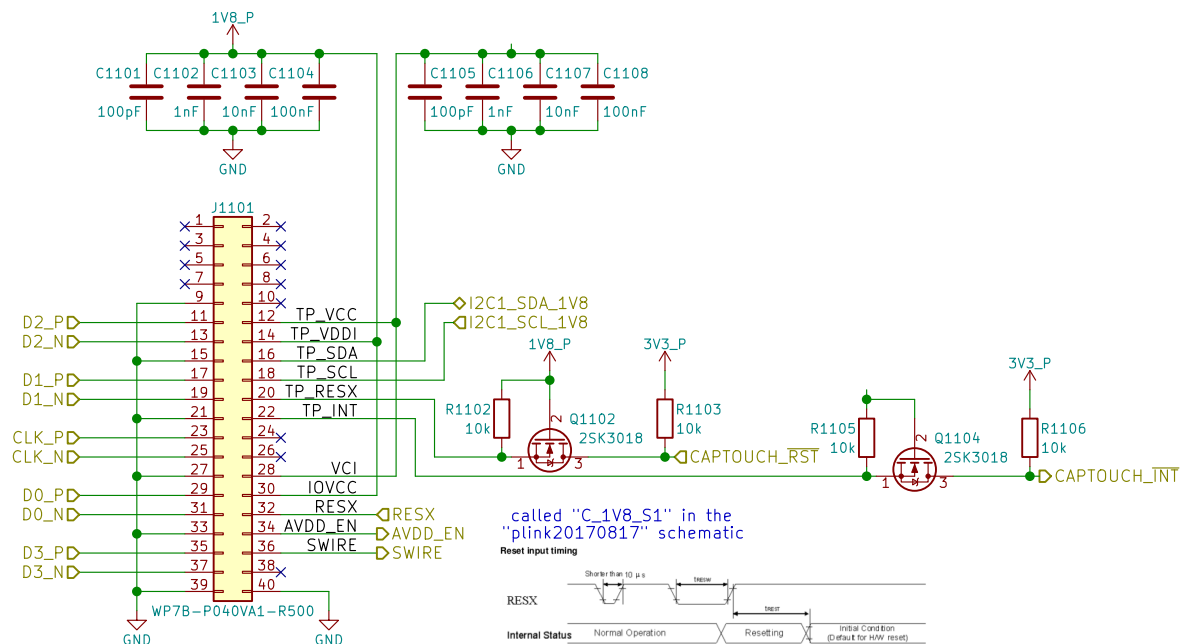 1V8_P
C1101 C1102 C1103 C1104
100pF 1nF 10nF 100nF
GND
C1105 C1106 C1107 C1108
100pF 1nF 10nF 100nF
GND
J1101
1 2
3 4
5 6
7 8
9 10
D2_P 11 12 TP_VCC
D2_N 13 14 TP_VDDI
15 16 TP_SDA
D1_P 17 18 TP_SCL
D1_N 19 20 TP_RESX
21 22 TP_INT
CLK_P 23 24
CLK_N 25 26
27 28 VCI
D0_P 29 30 IOVCC
D0_N 31 32 RESX RESX
33 34 AVDD_EN AVDD_EN
D3_P 35 36 SWIRE SWIRE
D3_N 37 38
39 40
WP7B-P040VA1-R500
GND
GND
I2C1_SDA_1V8
I2C1_SCL_1V8
1V8_P
R1102
10k
Q1102
2SK3018
1 2 3
3V3_P
R1103
10k
CAPTOUCH_RST
R1105
10k
Q1104
2SK3018
1 2 3
3V3_P
R1106
10k
CAPTOUCH_INT
called "C_1V8_S1" in the
"plink20170817" schematic
Reset input timing
Shorter than 10 μs
tRESW
RESX
tREST
Internal Status
Normal Operation
Resetting
Initial Condition
(Default for H/W reset)